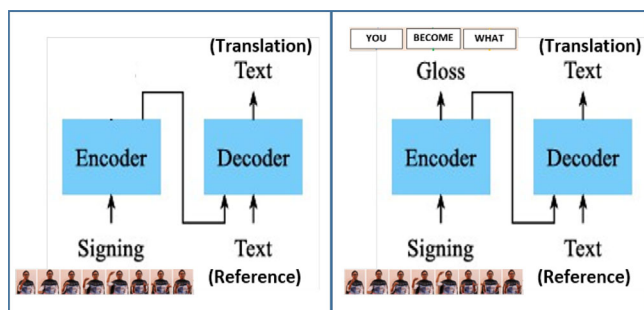 (Translation)
Text
Encoder
Decoder
Signing
Text
(Reference)
YOU BECOME WHAT
(Translation)
Gloss
Text
Encoder
Decoder
Signing
Text
(Reference)